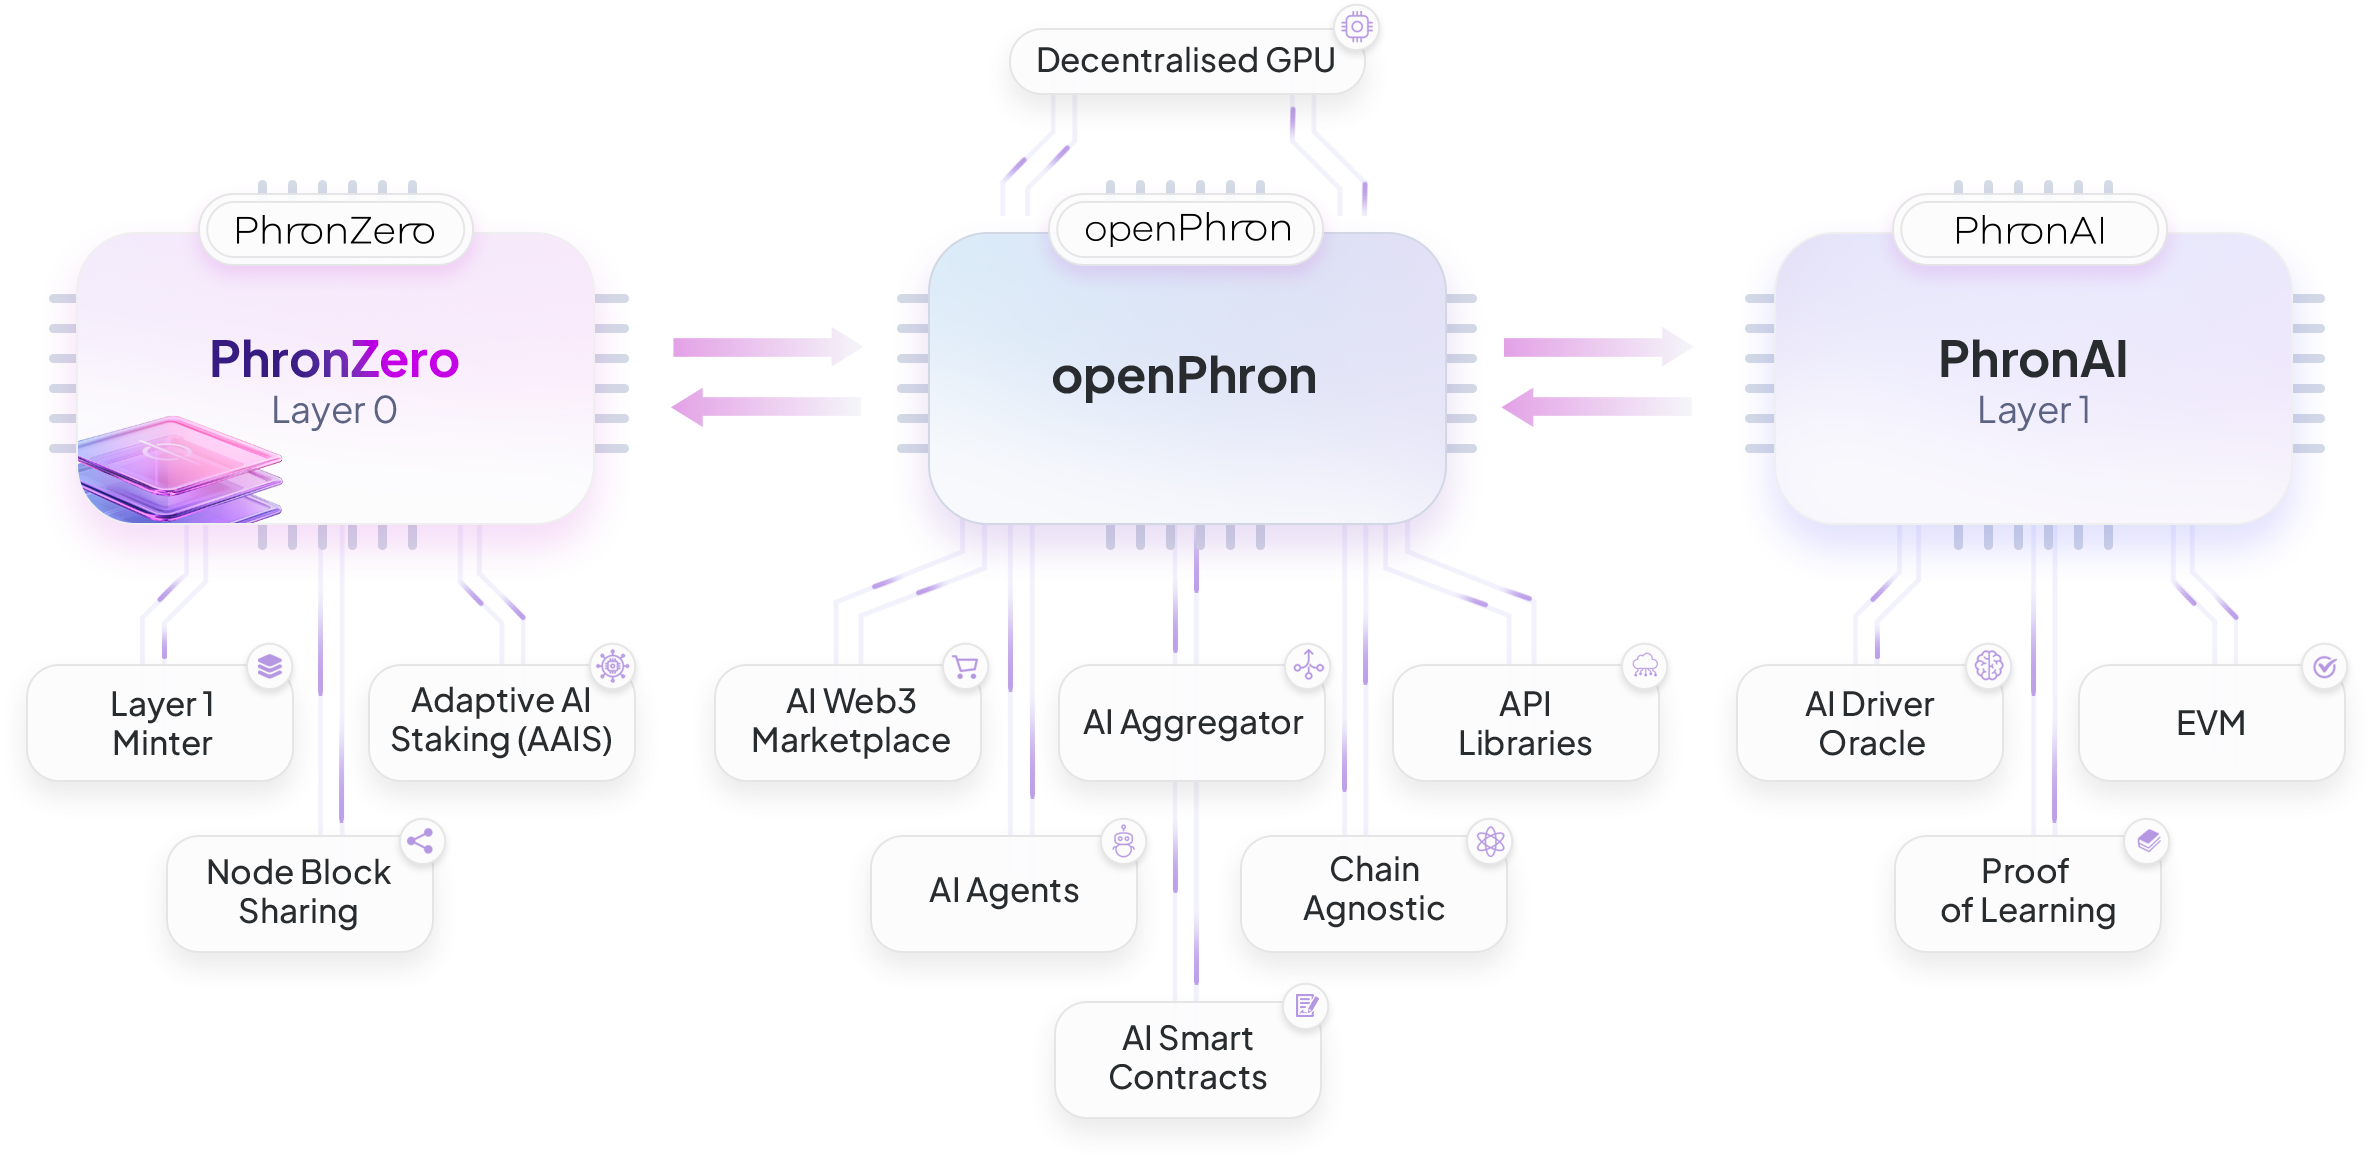 Decentralised GPU
PhronZero
openPhron
PhronAI
PhronZero
Layer 0
openPhron
PhronAI
Layer 1
Layer 1
Minter
Adaptive AI
Staking (AAIS)
Node Block
Sharing
AI Web3
Marketplace
AI Aggregator
API
Libraries
AI Agents
Chain
Agnostic
AI Smart
Contracts
AI Driver
Oracle
EVM
Proof
of Learning